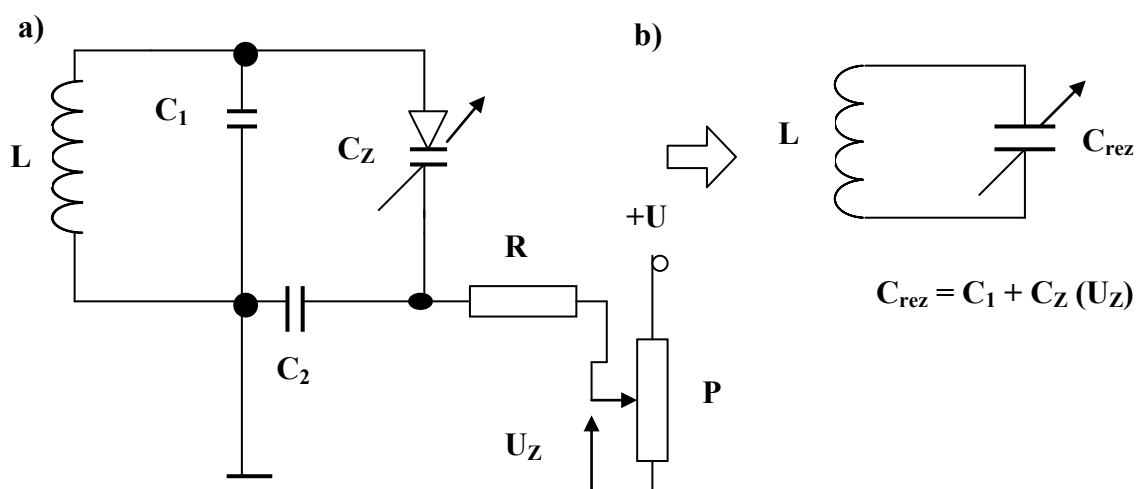 a)
b)
C1
L
CZ
L
Crez
+U
R
Crez = C1 + CZ (UZ)
C2
P
UZ